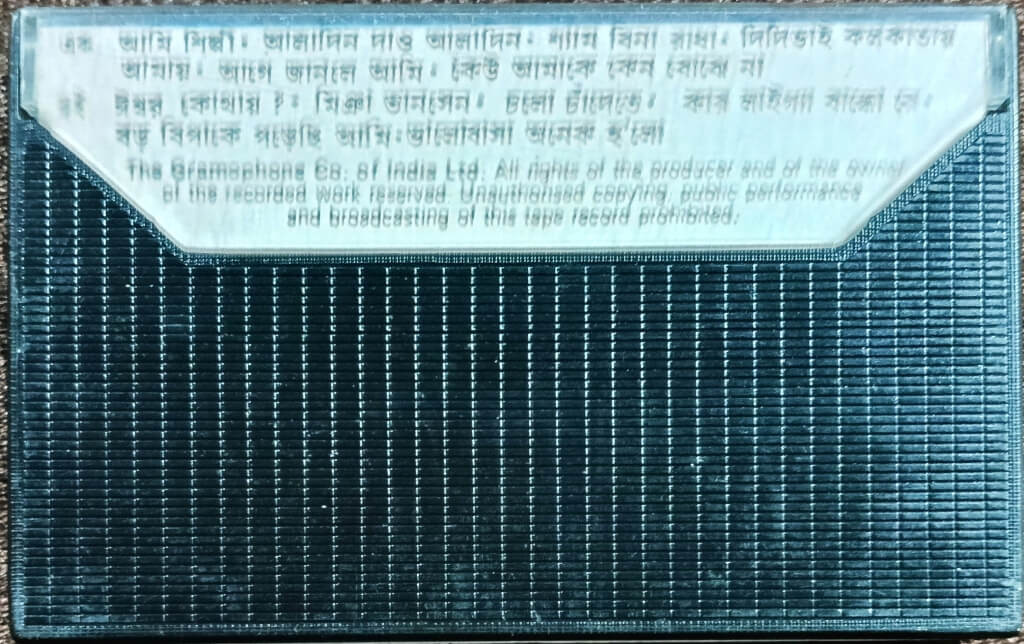 এক আমি শিল্পী • আলাদিন দাও আলাদিন • শ্যাম বিনা রাধা • দিদিভাই কলকাতায়
আমায় • আগে জানলে আমি • কেউ আমাকে কেন বোঝে না
দুই ঈশ্বর কোথায় ? • মিঞা তানসেন • চলো চাঁদেতে • কার লাইগ্যা বান্ধো রে •
বড় বিপাকে পড়েছি আমি • ভালোবাসা অনেক হ'লো
The Gramophone Co. of India Ltd. All rights of the producer and of the owner
of the recorded work reserved. Unauthorised copying, public performance
and broadcasting of this tape record prohibited.